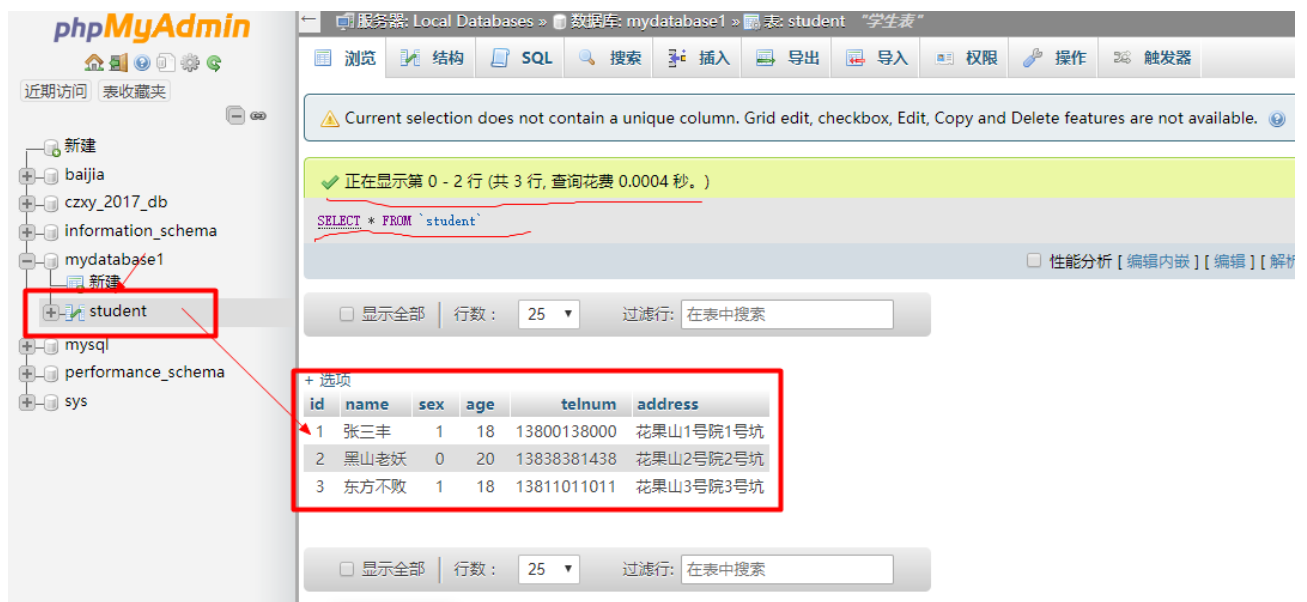 phpMyAdmin
近期访问 表收藏夹
新建
baijia
czxy_2017_db
information_schema
mydatabase1
新建
student
mysql
performance_schema
sys
服务器: Local Databases » 数据库: mydatabase1 » 表: student "学生表"
浏览 结构 SQL 搜索 插入 导出 导入 权限 操作 触发器
Current selection does not contain a unique column. Grid edit, checkbox, Edit, Copy and Delete features are not available.
正在显示第 0 - 2 行 (共 3 行, 查询花费 0.0004 秒。)
SELECT * FROM `student`
性能分析 [ 编辑内嵌 ] [ 编辑 ] [ 解析
显示全部 行数： 25 过滤行: 在表中搜索
+ 选项
id name sex age telnum address
1 张三丰 1 18 13800138000 花果山1号院1号坑
2 黑山老妖 0 20 13838381438 花果山2号院2号坑
3 东方不败 1 18 13811011011 花果山3号院3号坑
显示全部 行数： 25 过滤行: 在表中搜索